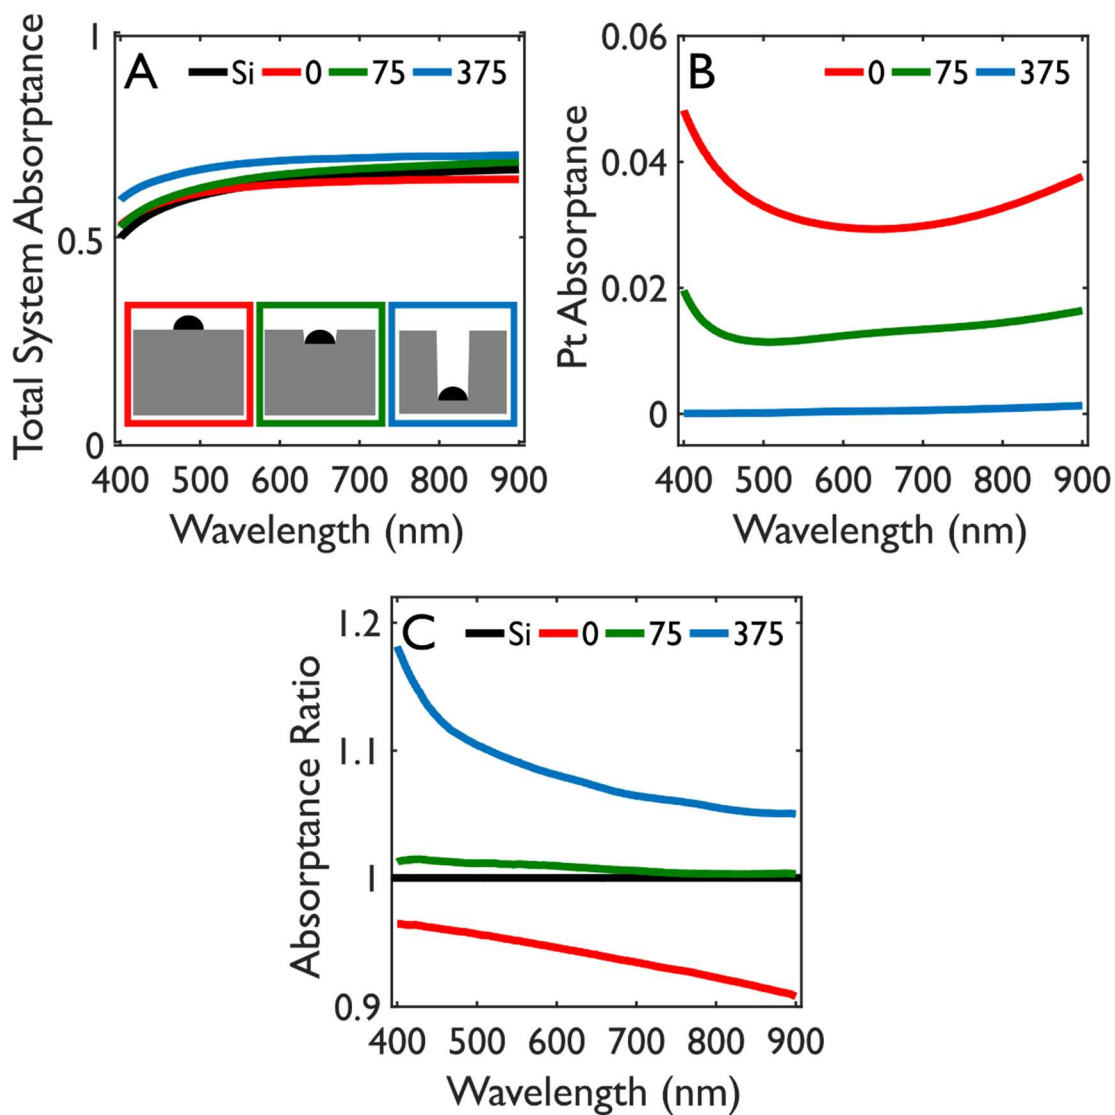 A Si 0 75 375
Total System Absorptance
1
0.5
0
400 500 600 700 800 900
Wavelength (nm)
B 0 75 375
Pt Absorptance
0.06
0.04
0.02
0
400 500 600 700 800 900
Wavelength (nm)
C Si 0 75 375
Absorptance Ratio
1.2
1.1
1
0.9
400 500 600 700 800 900
Wavelength (nm)